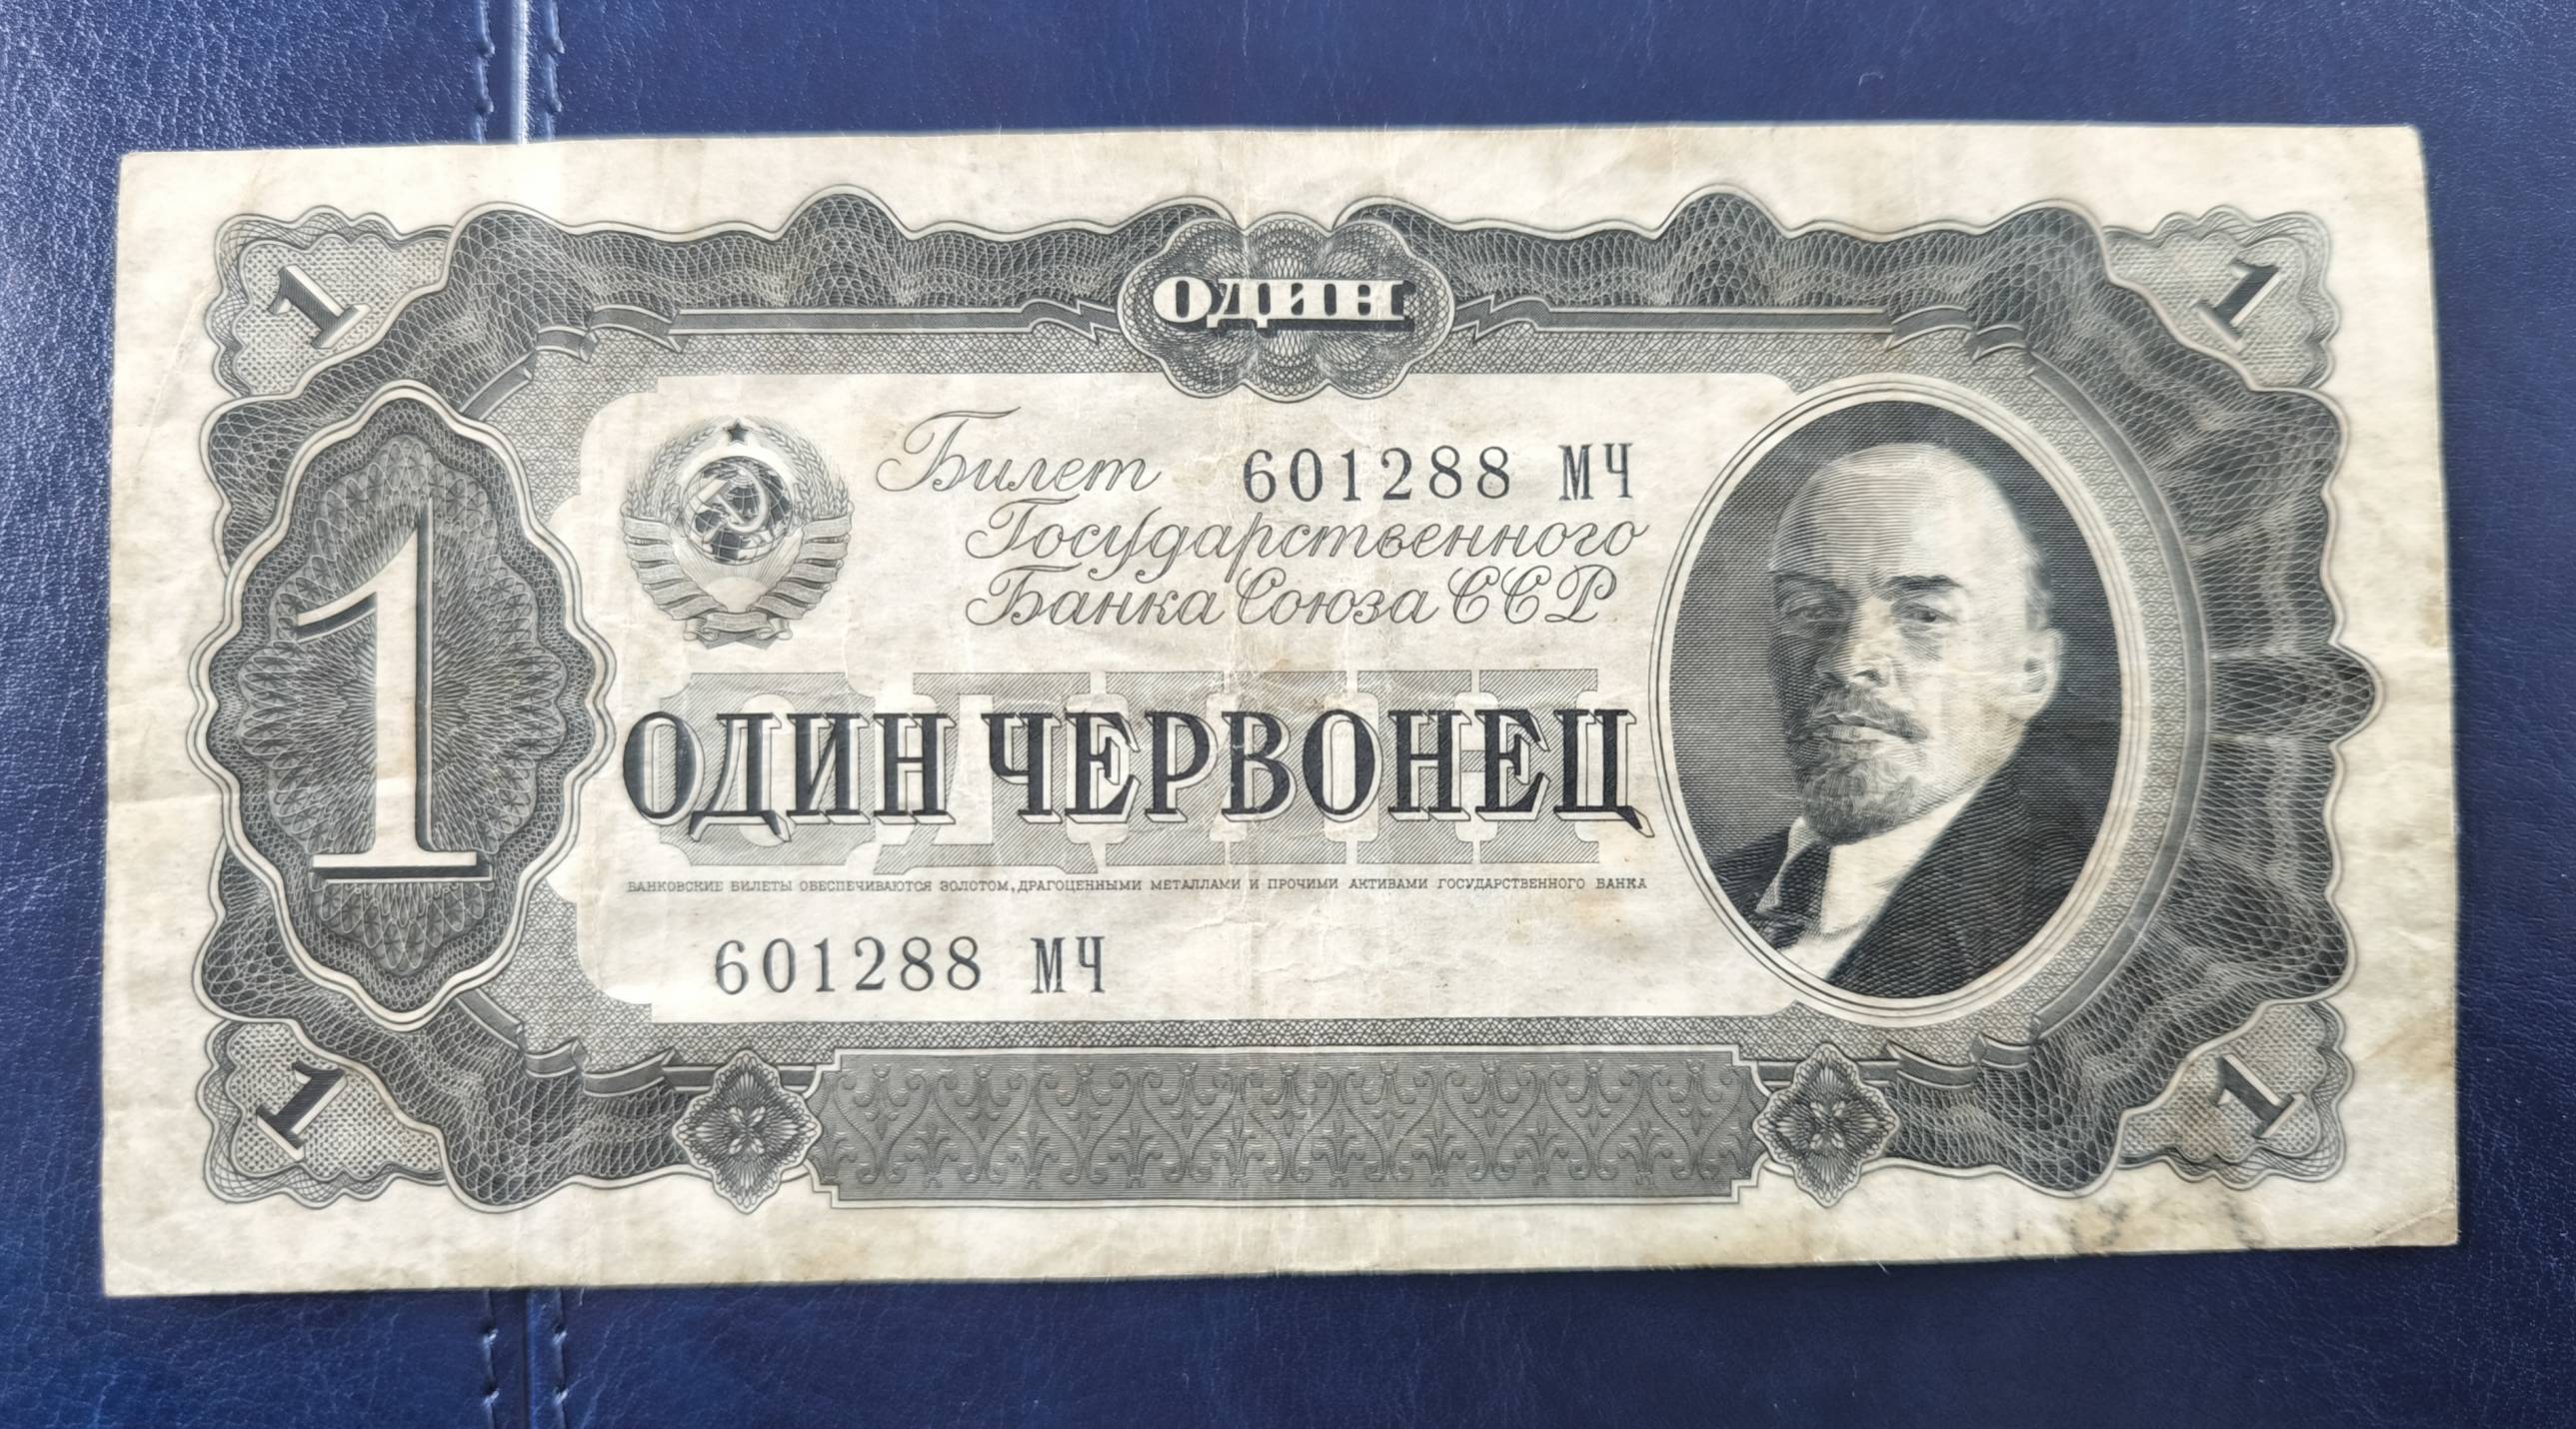 1
ОДИН
1
Билет 601288 МЧ
Государственного
Банка Союза ССР
1
ОДИН
ОДИН ЧЕРВОНЕЦ
БАНКОВСКИЕ БИЛЕТЫ ОБЕСПЕЧИВАЮТСЯ ЗОЛОТОМ, ДРАГОЦЕННЫМИ МЕТАЛЛАМИ И ПРОЧИМИ АКТИВАМИ ГОСУДАРСТВЕННОГО БАНКА
601288 МЧ
1
1